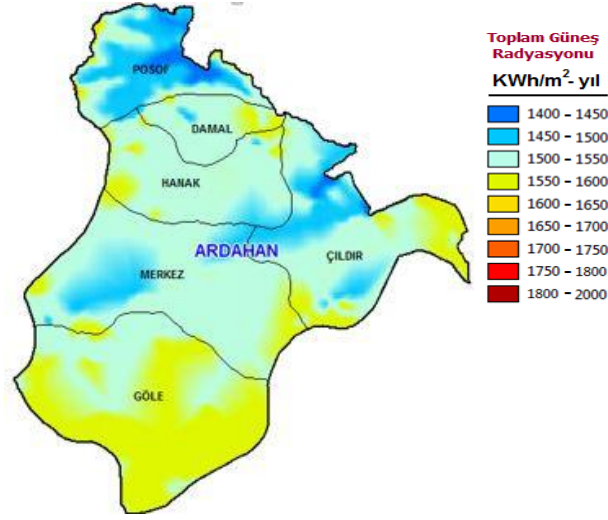 Toplam Güneş
Radyasyonu
KWh/m²- yıl
1400 - 1450
1450 - 1500
1500 - 1550
1550 - 1600
1600 - 1650
1650 - 1700
1700 - 1750
1750 - 1800
1800 - 2000
POSOF
DAMAL
HANAK
ARDAHAN
ÇILDIR
MERKEZ
GÖLE